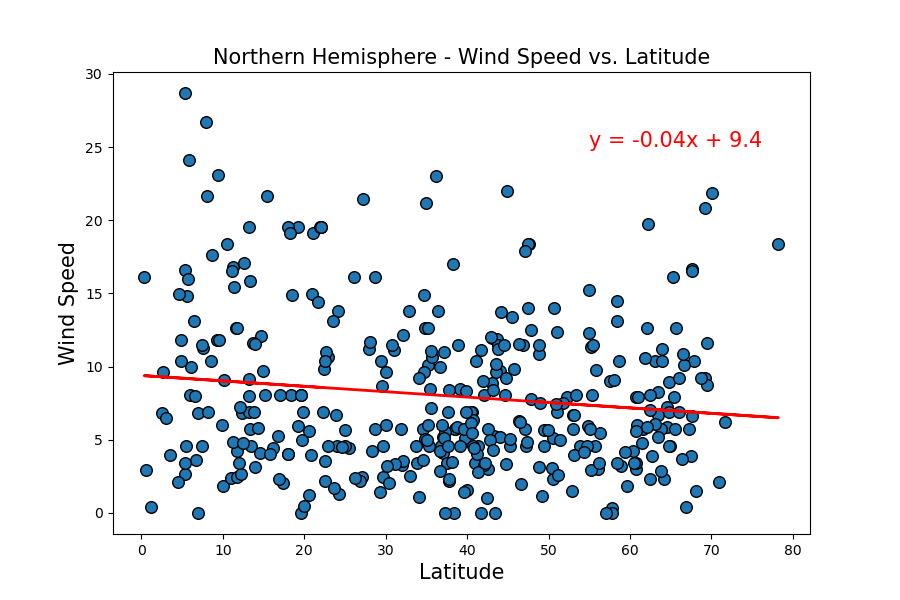 Northern Hemisphere - Wind Speed vs. Latitude
30
25
20
15
10
5
0
Wind Speed
y = -0.04x + 9.4
0 10 20 30 40 50 60 70 80
Latitude